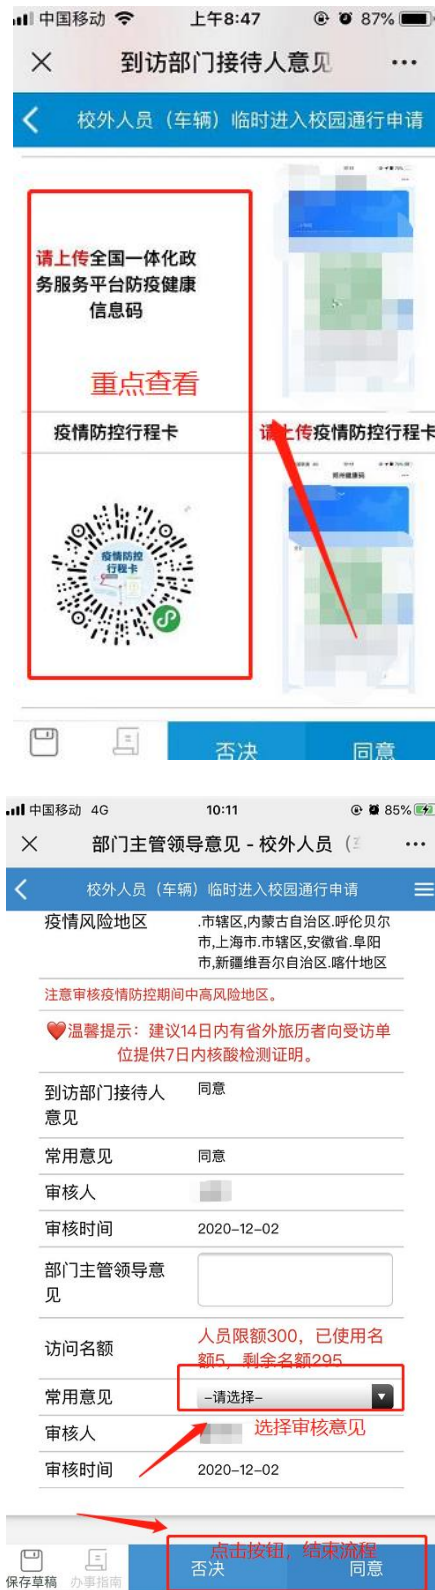 中国移动 上午8:47 87%
到访部门接待人意见
校外人员（车辆）临时进入校园通行申请
请上传全国一体化政
务服务平台防疫健康
信息码
重点查看
疫情防控行程卡 请上传疫情防控行程卡
疫情防控
行程卡
郑州健康码
否决 同意
中国移动 4G 10:11 85%
部门主管领导意见 - 校外人员（
校外人员（车辆）临时进入校园通行申请
疫情风险地区
.市辖区,内蒙古自治区.呼伦贝尔
市,上海市.市辖区,安徽省.阜阳
市,新疆维吾尔自治区.喀什地区
注意审核疫情防控期间中高风险地区。
❤️温馨提示：建议14日内有省外旅历者向受访单
位提供7日内核酸检测证明。
到访部门接待人 同意
意见
常用意见 同意
审核人
审核时间 2020-12-02
部门主管领导意
见
访问名额
人员限额300，已使用名
额5，剩余名额295
常用意见 -请选择-
审核人 选择审核意见
审核时间 2020-12-02
点击按钮，结束流程
保存草稿 办事指南 否决 同意